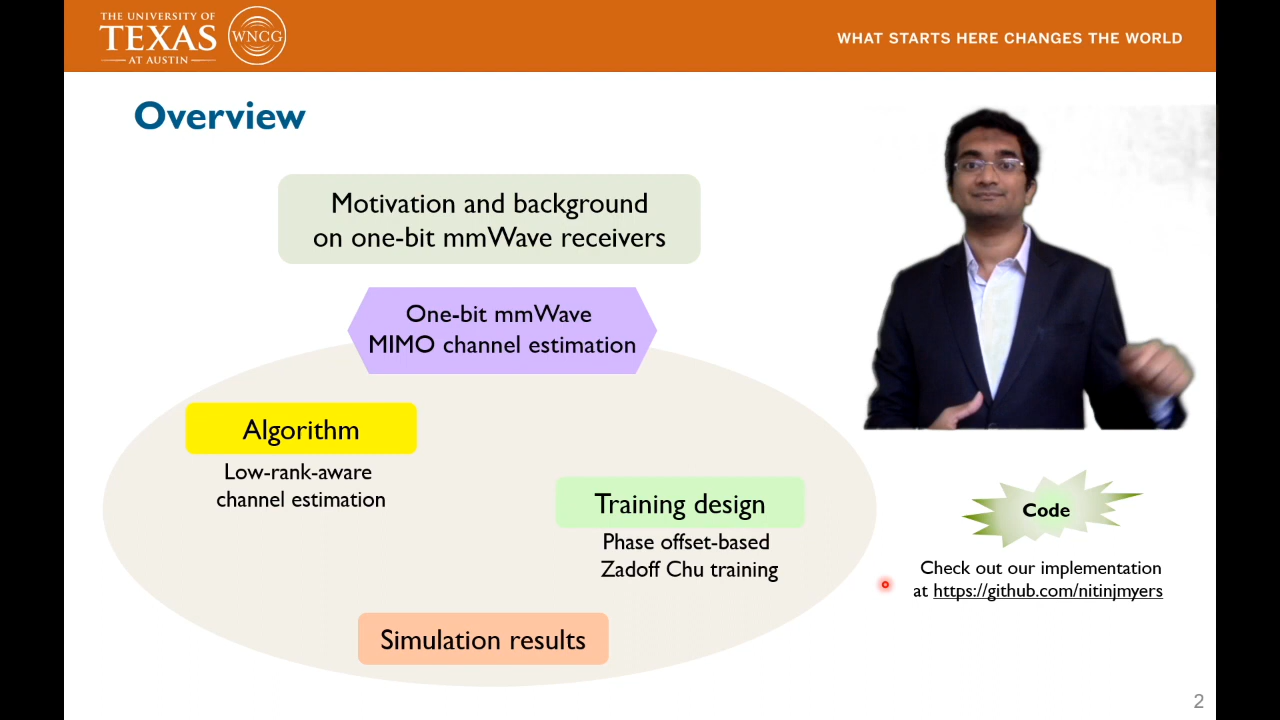 THE UNIVERSITY OF
TEXAS
AT AUSTIN
WNCG
WHAT STARTS HERE CHANGES THE WORLD
Overview
Motivation and background
on one-bit mmWave receivers
One-bit mmWave
MIMO channel estimation
Algorithm
Low-rank-aware
channel estimation
Training design
Phase offset-based
Zadoff Chu training
Simulation results
Code
Check out our implementation
at https://github.com/nitinjmyers
2